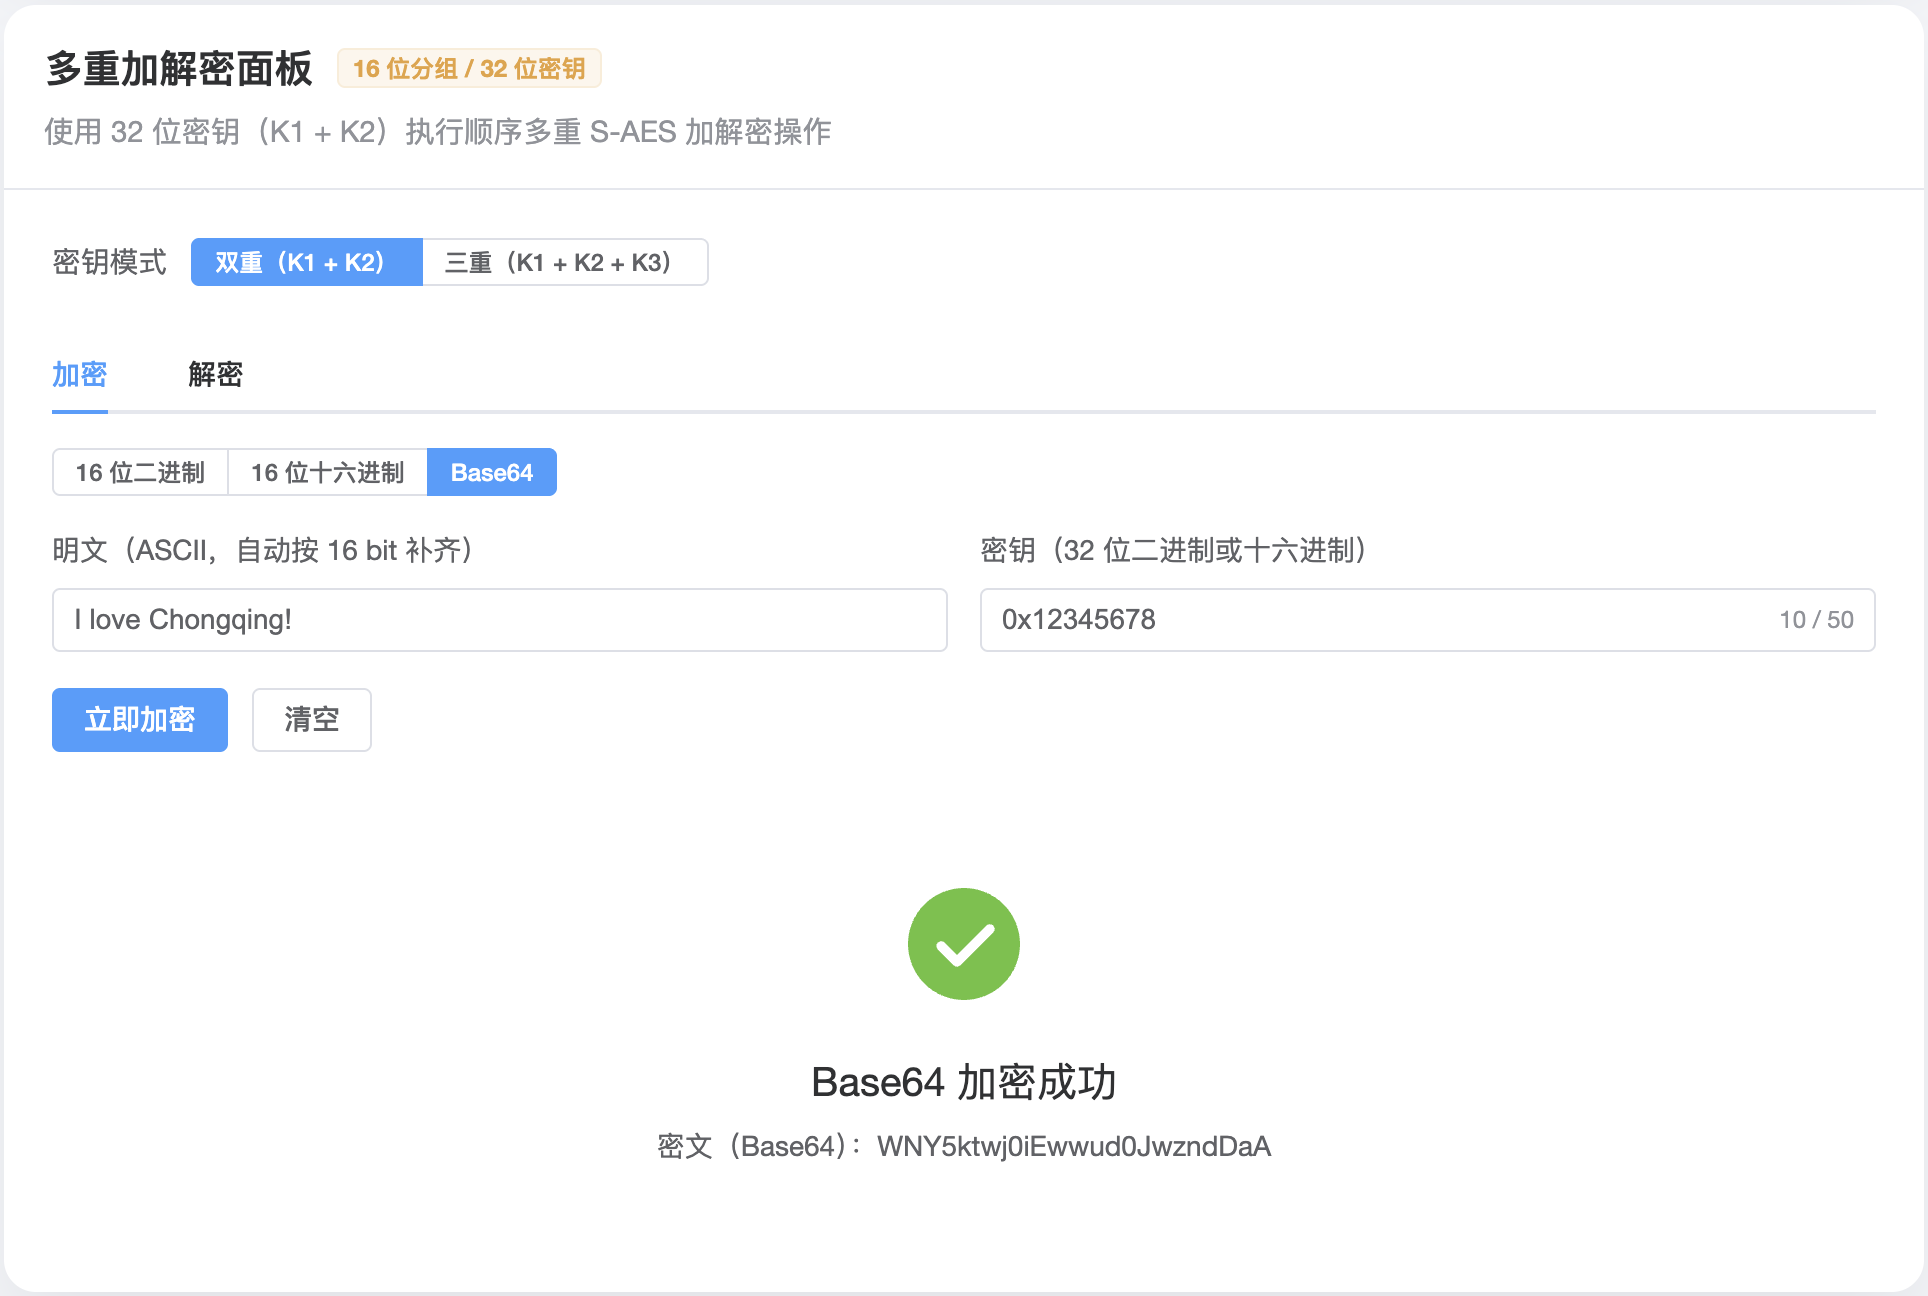 多重加解密面板 16 位分组 / 32 位密钥
使用 32 位密钥（K1 + K2）执行顺序多重 S-AES 加解密操作
密钥模式 双重（K1 + K2） 三重（K1 + K2 + K3）
加密 解密
16 位二进制 16 位十六进制 Base64
明文（ASCII，自动按 16 bit 补齐） 密钥（32 位二进制或十六进制）
I love Chongqing! 0x12345678 10 / 50
立即加密 清空
Base64 加密成功
密文（Base64）：WNY5ktwj0iEwwud0JwzndDaA